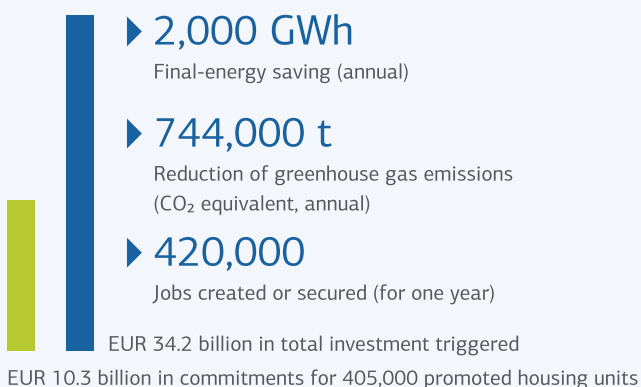 2,000 GWh
Final-energy saving (annual)
744,000 t
Reduction of greenhouse gas emissions
(CO₂ equivalent, annual)
420,000
Jobs created or secured (for one year)
EUR 34.2 billion in total investment triggered
EUR 10.3 billion in commitments for 405,000 promoted housing units